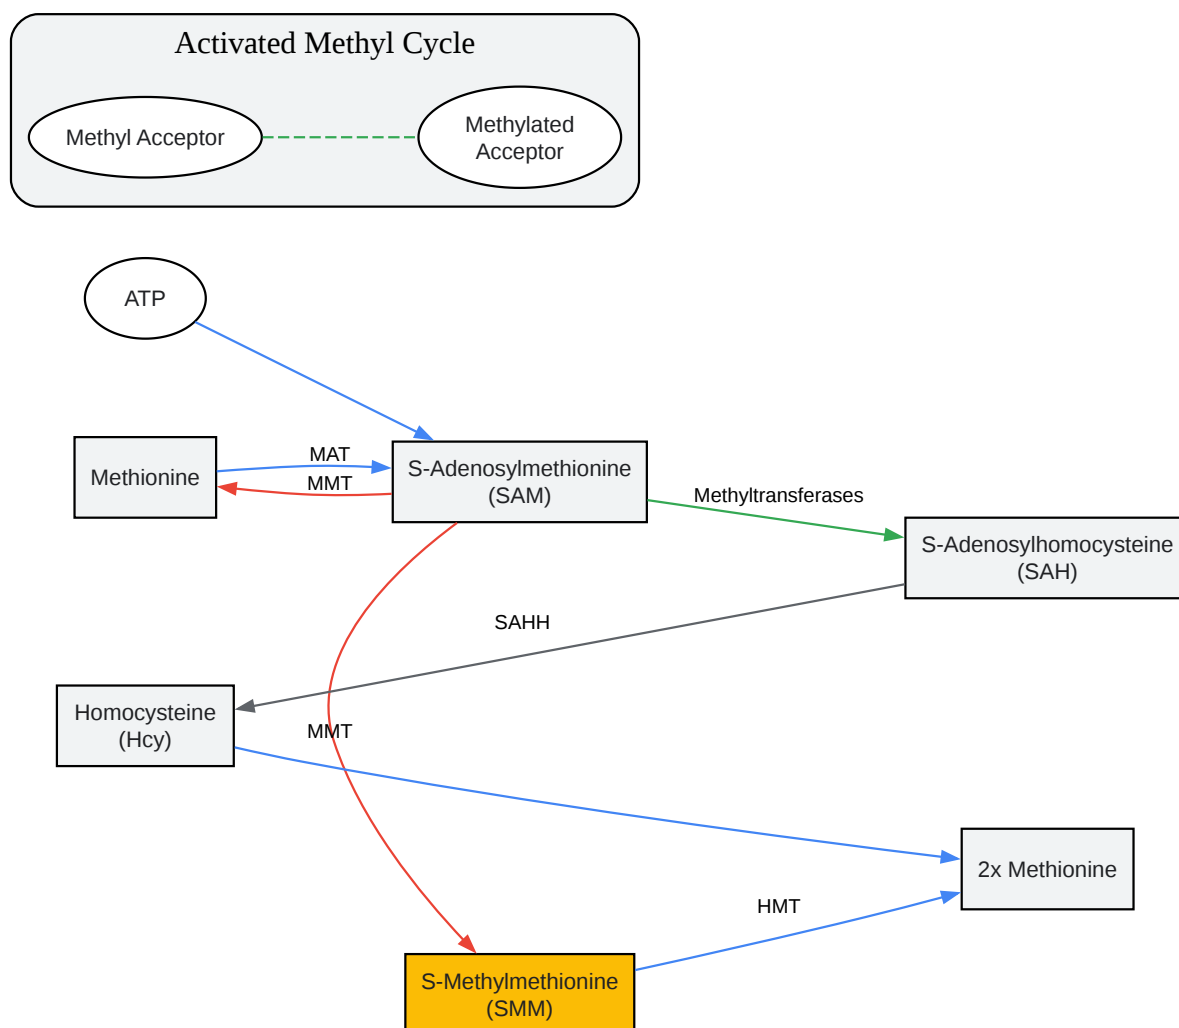 Activated Methyl Cycle
Methyl Acceptor
Methylated
Acceptor
ATP
Methionine
MAT
MMT
S-Adenosylmethionine
(SAM)
Methyltransferases
S-Adenosylhomocysteine
(SAH)
SAHH
Homocysteine
(Hcy)
MMT
2x Methionine
HMT
S-Methylmethionine
(SMM)